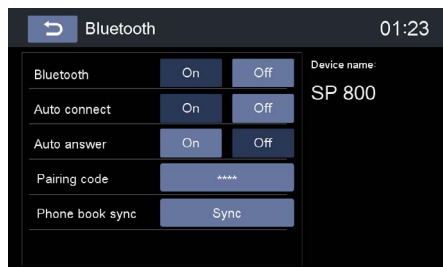 Bluetooth 01:23
Bluetooth On Off
Auto connect On Off
Auto answer On Off
Pairing code ****
Phone book sync Sync
Device name:
SP 800